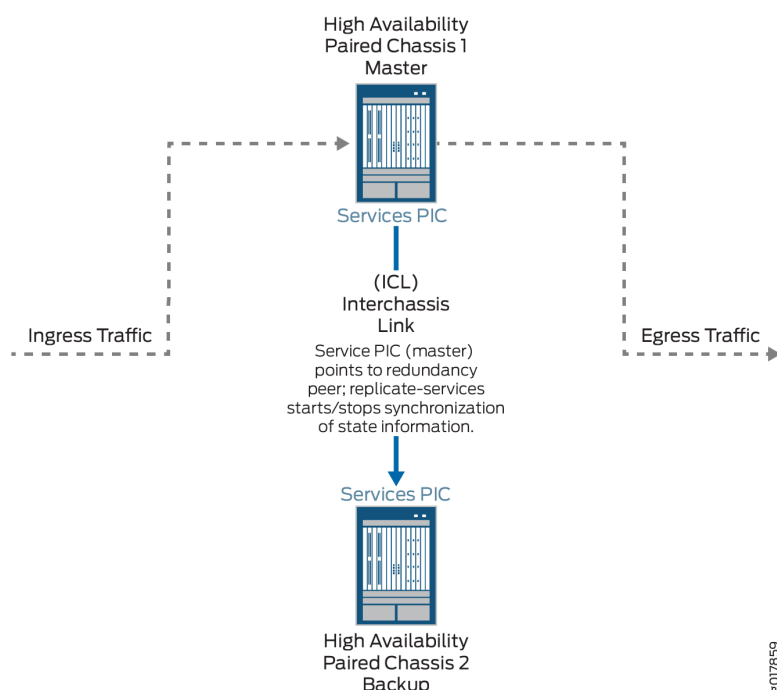 High Availability
Paired Chassis 1
Master
Services PIC
(ICL)
Interchassis
Link
Ingress Traffic
Egress Traffic
Service PIC (master)
points to redundancy
peer; replicate-services
starts/stops synchronization
of state information.
Services PIC
High Availability
Paired Chassis 2
Backup
g017859